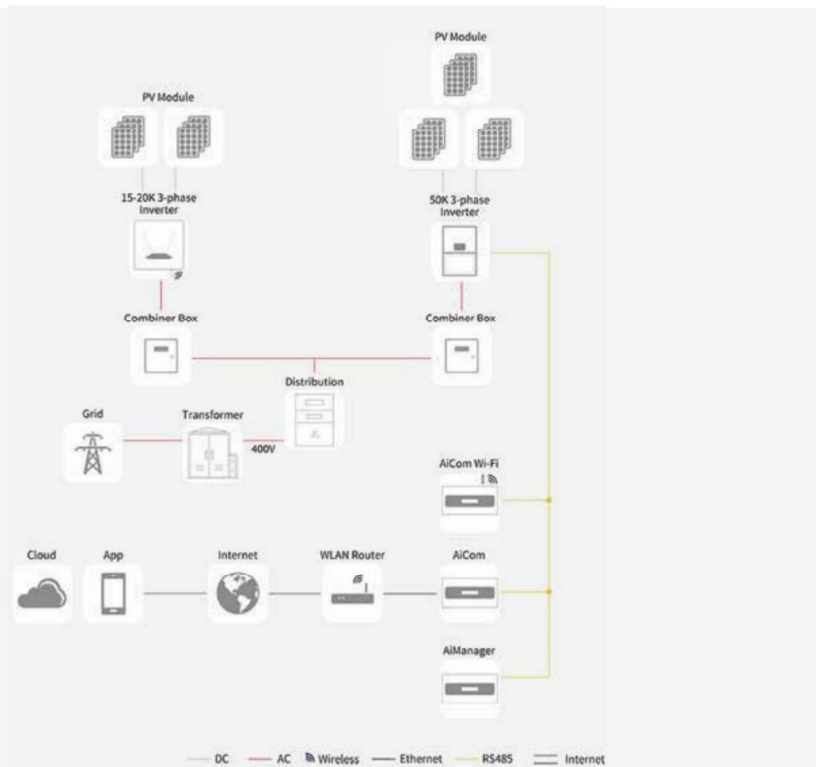 PV Module
PV Module
15-20K 3-phase
Inverter
50K 3-phase
Inverter
Combiner Box
Combiner Box
Distribution
Grid
Transformer
400V
AiCom Wi-Fi
Cloud
App
Internet
WLAN Router
AiCom
AiManager
DC
AC
Wireless
Ethernet
RS485
Internet